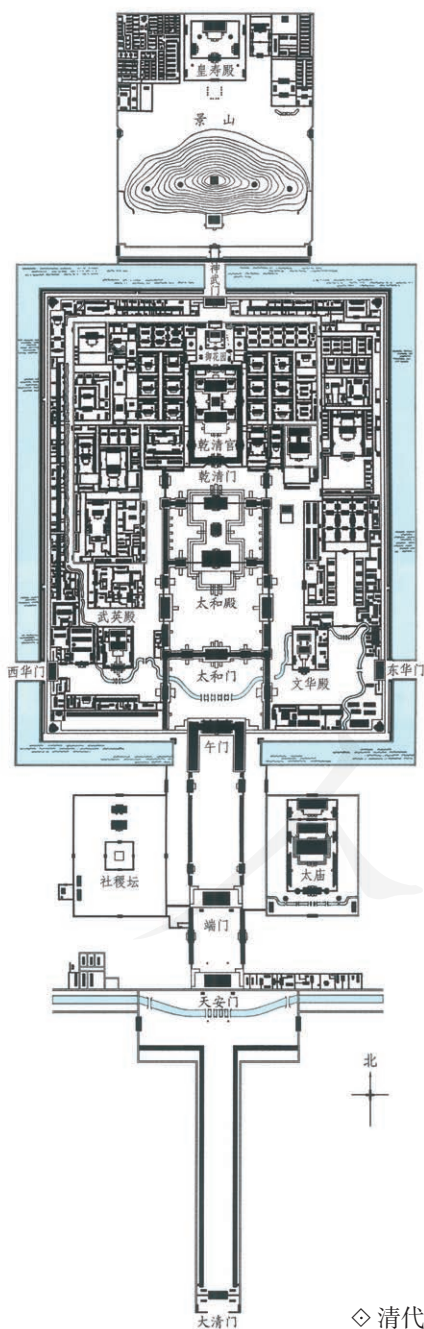 皇寿殿
景山
神武门
御花园
乾清宫
乾清门
太和殿
武英殿
太和门
文华殿
西华门
东华门
午门
社稷坛
太庙
端门
天安门
北
大清门
◇ 清代